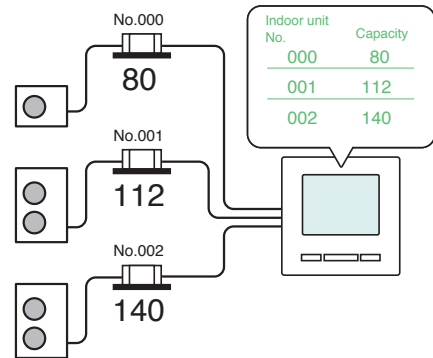 No.000
80
No.001
112
No.002
140
Indoor unit
No. Capacity
000 80
001 112
002 140